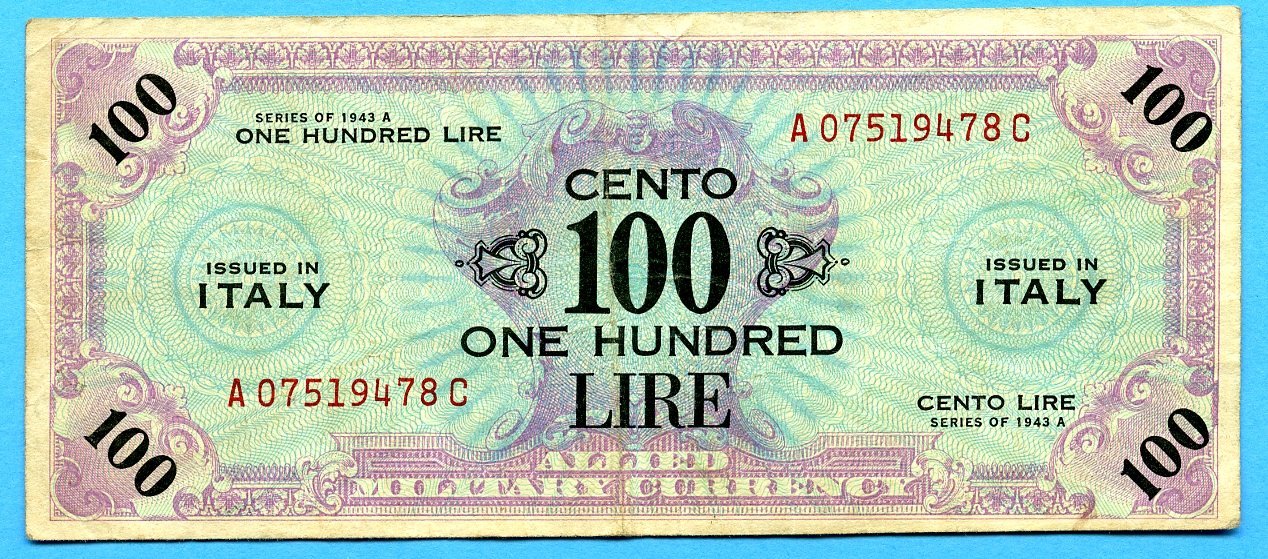 100
100
SERIES OF 1943 A
ONE HUNDRED LIRE
A 07519478 C
CENTO
100
ONE HUNDRED
LIRE
ISSUED IN
ITALY
ISSUED IN
ITALY
A 07519478 C
CENTO LIRE
SERIES OF 1943 A
100
100
ALLIED
MILITARY CURRENCY